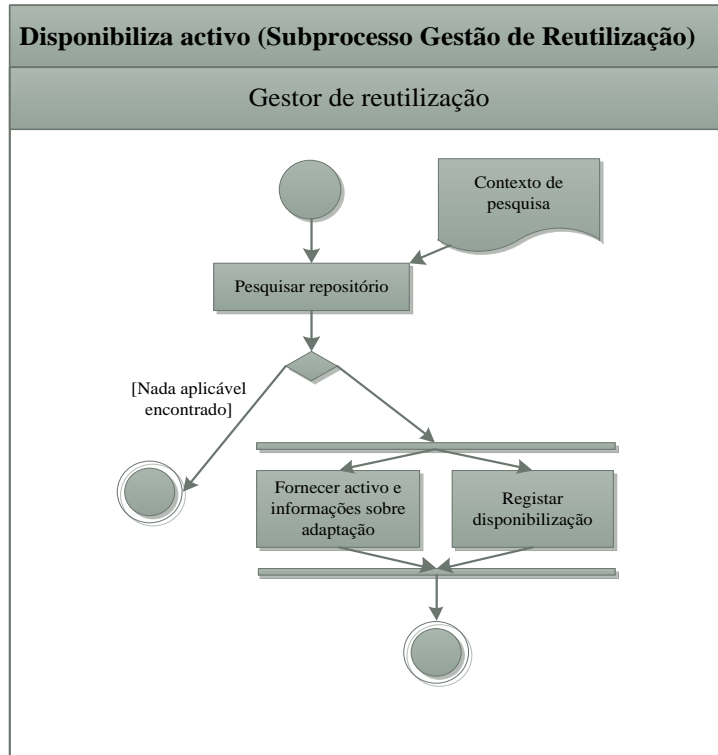 Disponibiliza activo (Subprocesso Gestão de Reutilização)
Gestor de reutilização
Contexto de
pesquisa
Pesquisar repositório
[Nada aplicável
encontrado]
Fornecer activo e
informações sobre
adaptação
Registar
disponibilização